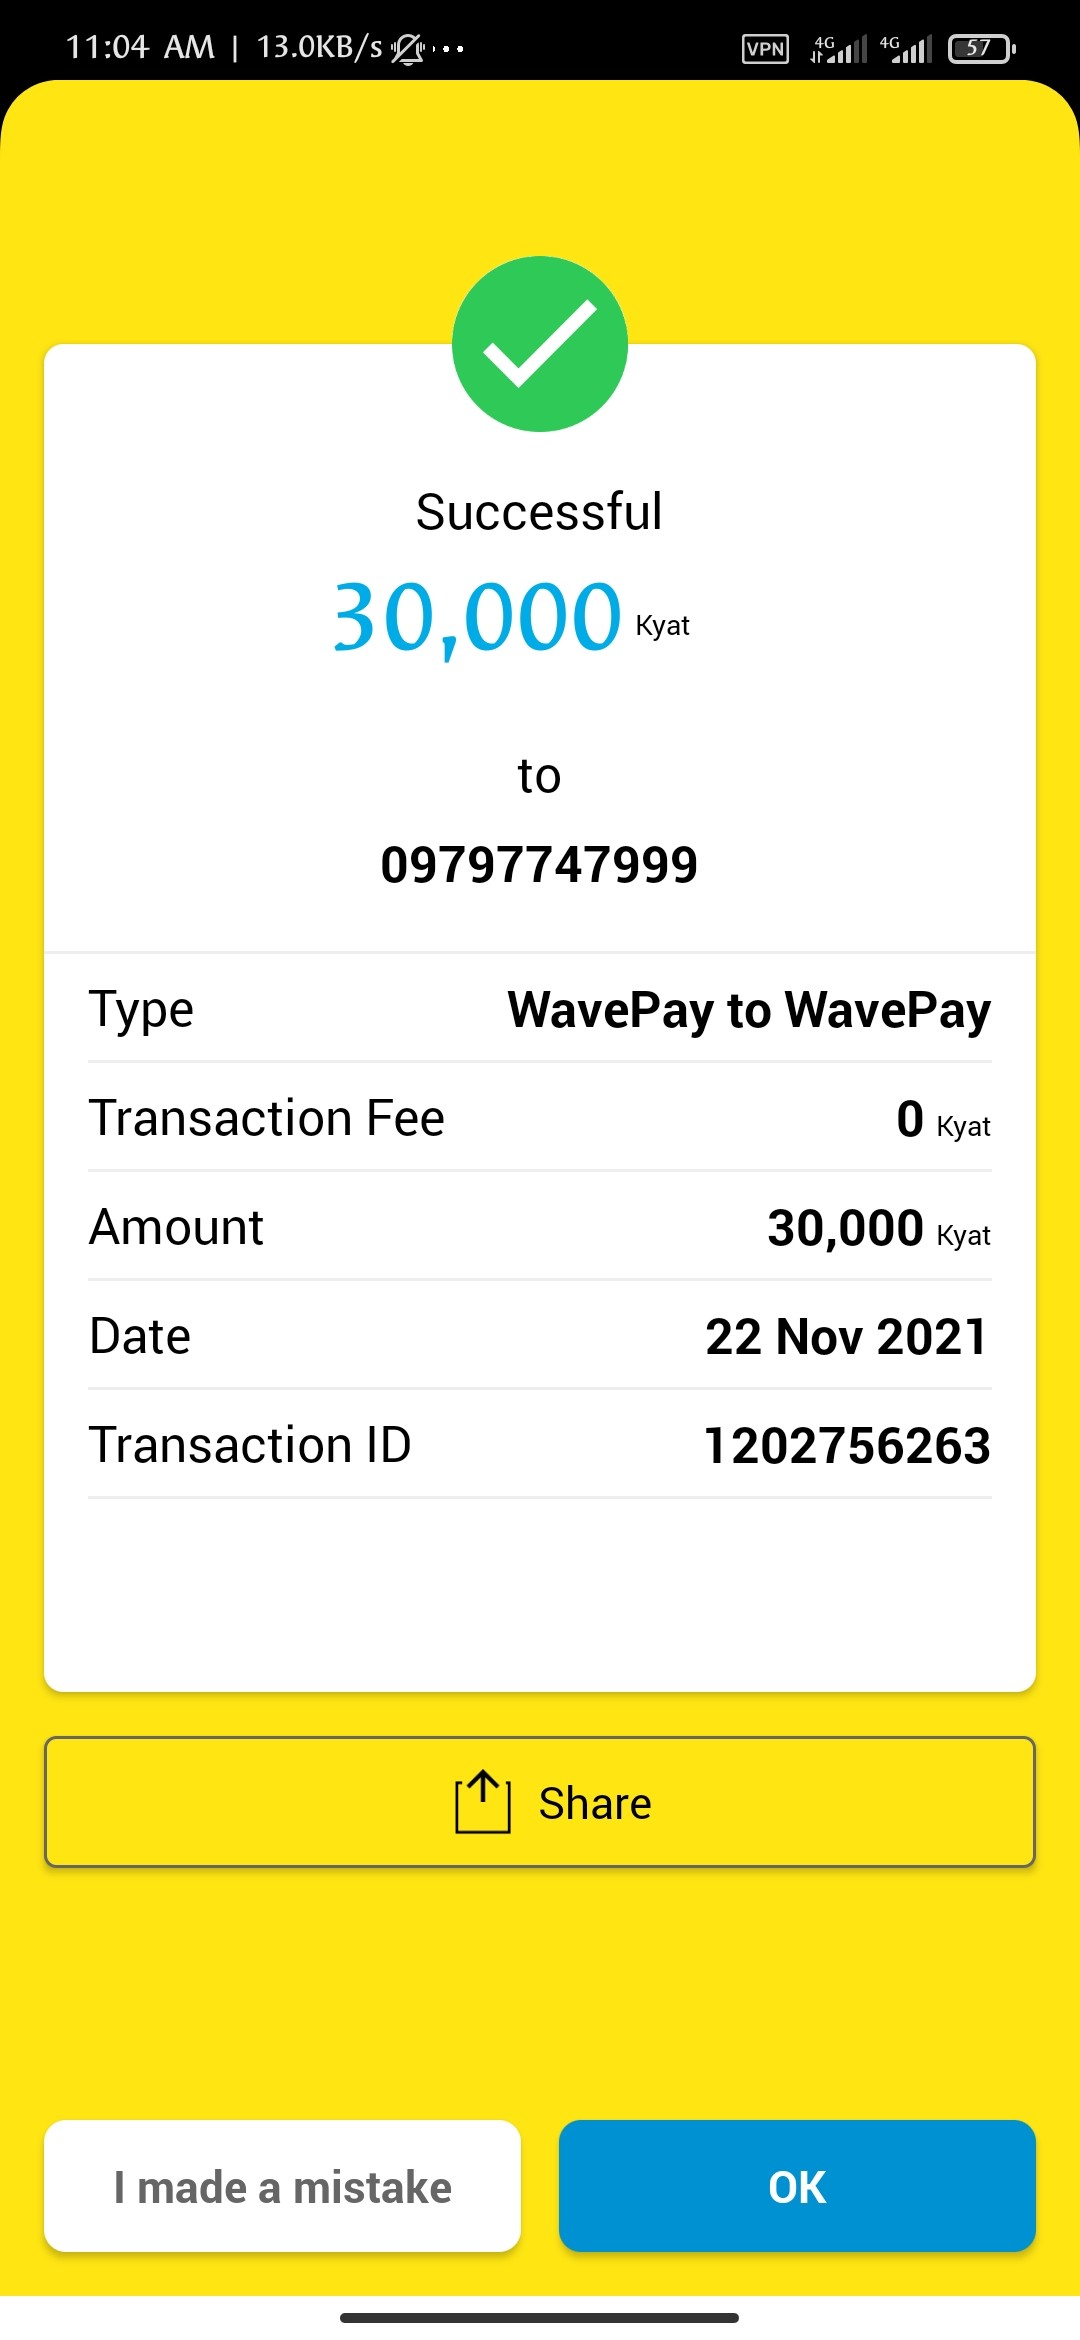 11:04 AM | 13.0KB/s
VPN 4G 4G 57
Successful
30,000 Kyat
to
09797747999
Type WavePay to WavePay
Transaction Fee 0 Kyat
Amount 30,000 Kyat
Date 22 Nov 2021
Transaction ID 1202756263
Share
I made a mistake OK